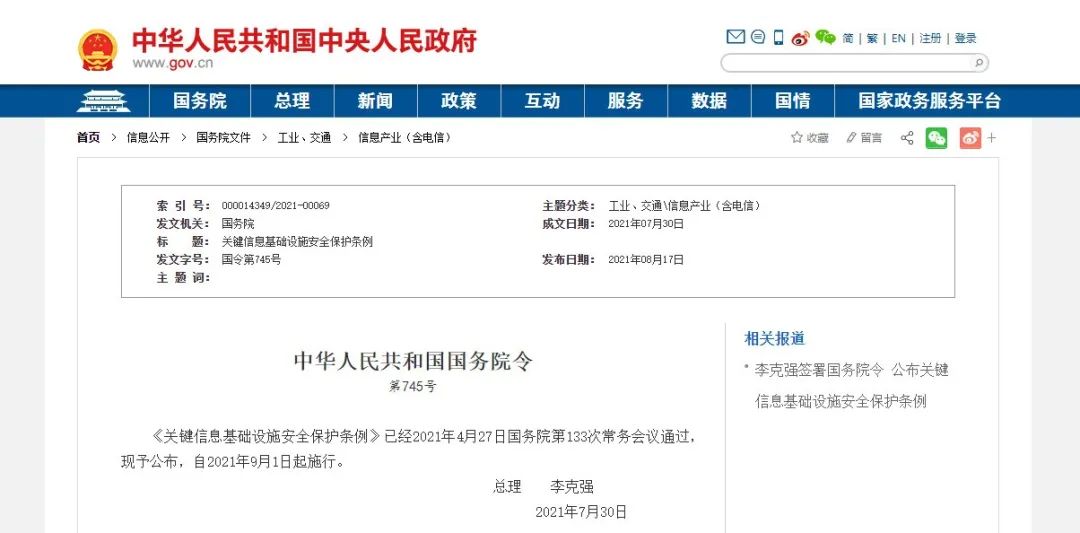 中华人民共和国中央人民政府
www.gov.cn
简 | 繁 | EN | 注册 | 登录
国务院 总理 新闻 政策 互动 服务 数据 国情 国家政务服务平台
首页 > 信息公开 > 国务院文件 > 工业、交通 > 信息产业（含电信）
收藏 留言 +
索 引 号： 000014349/2021-00069 主题分类： 工业、交通\信息产业（含电信）
发文机关： 国务院 成文日期： 2021年07月30日
标 题： 关键信息基础设施安全保护条例
发文字号： 国令第745号 发布日期： 2021年08月17日
主 题 词：
中华人民共和国国务院令
第745号
《关键信息基础设施安全保护条例》已经2021年4月27日国务院第133次常务会议通过，
现予公布，自2021年9月1日起施行。
总理 李克强
2021年7月30日
相关报道
• 李克强签署国务院令 公布关键
信息基础设施安全保护条例